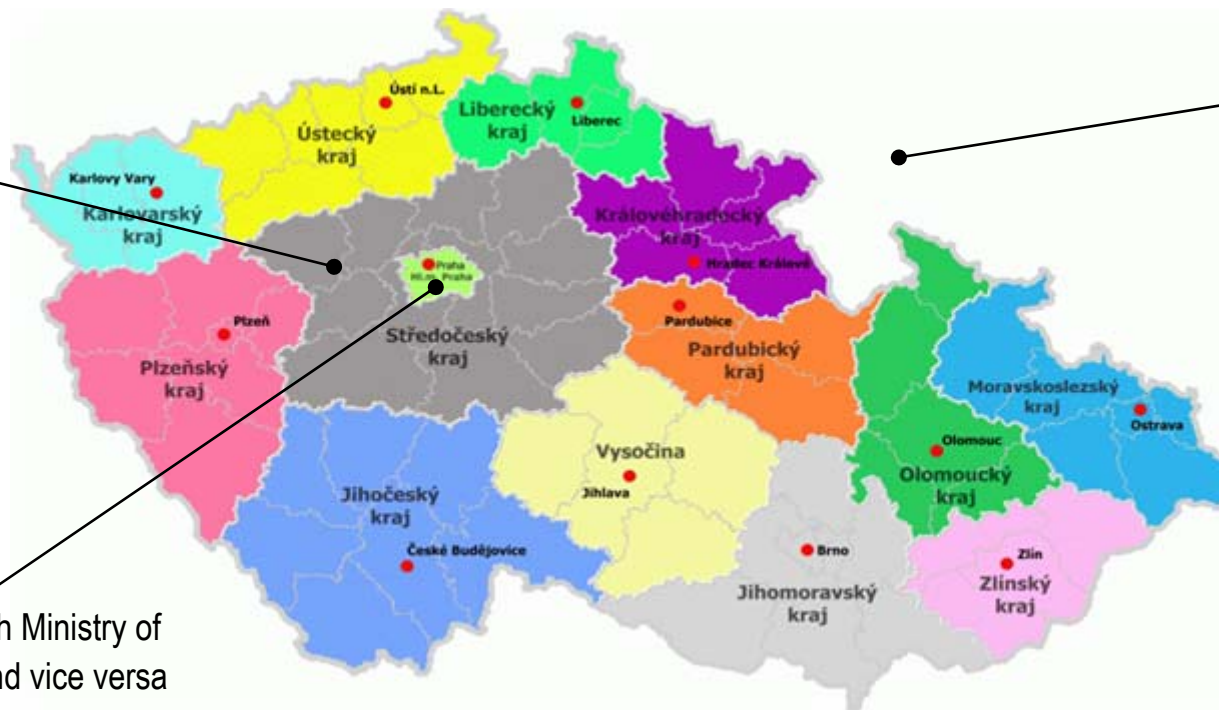 Ústí n.L.
Ústecký
kraj
Liberecký
kraj
Liberec
Karlovy Vary
Karlovarský
kraj
Královéhradecký
kraj
Hradec Králové
Praha
Hl.m. Praha
Středočeský
kraj
Plzeň
Plzeňský
kraj
Pardubice
Pardubický
kraj
Moravskoslezský
kraj
Ostrava
Olomouc
Olomoucký
kraj
Vysočina
Jihlava
Jihočeský
kraj
České Budějovice
Brno
Jihomoravský
kraj
Zlín
Zlínský
kraj
h Ministry of
nd vice versa